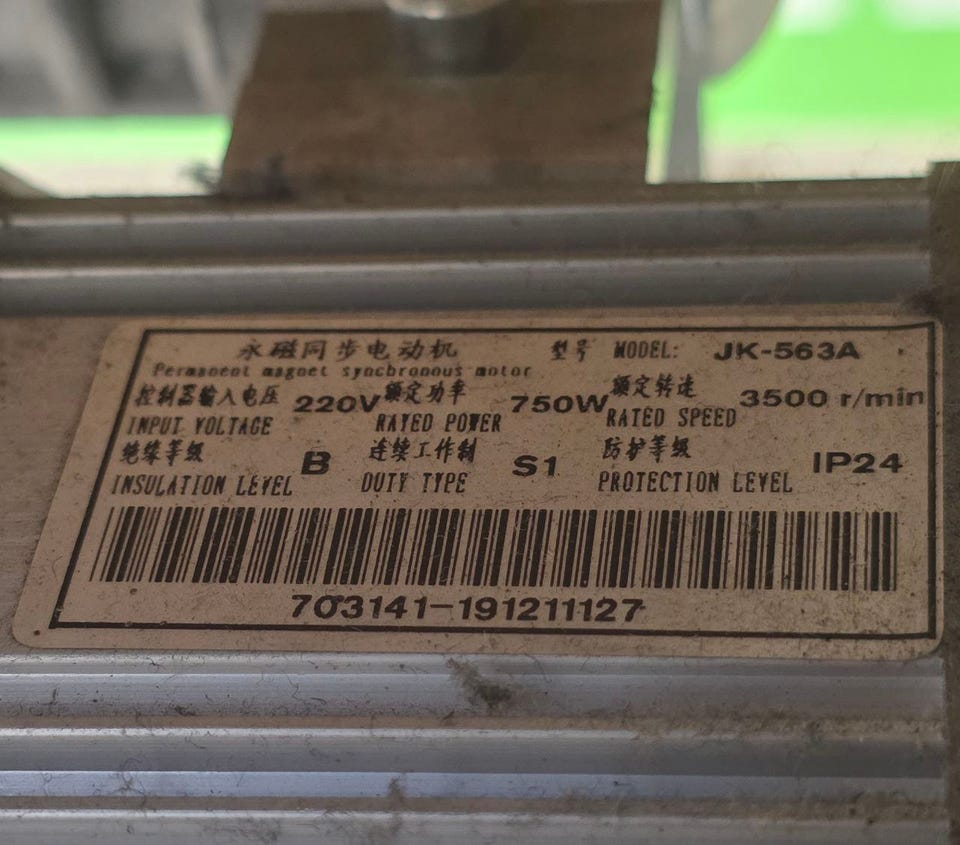 永磁同步电动机 型号 MODEL: JK-563A
Permanent magnet synchronous motor
控制器输入电压 220V 额定功率 750W 额定转速 3500 r/min
INPUT VOLTAGE RATED POWER RATED SPEED
绝缘等级 B 连续工作制 S1 防护等级 IP24
INSULATION LEVEL DUTY TYPE PROTECTION LEVEL
703141-191211127